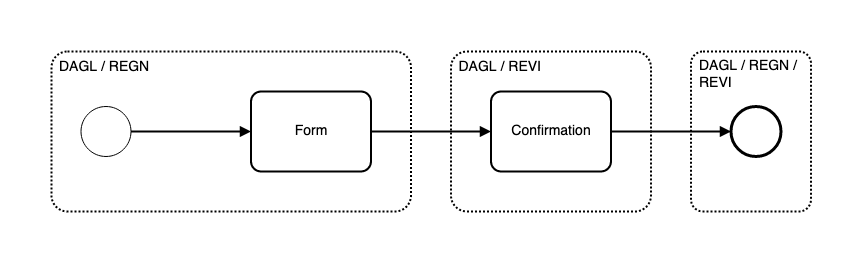 DAGL / REGN
Form
DAGL / REVI
Confirmation
DAGL / REGN /
REVI